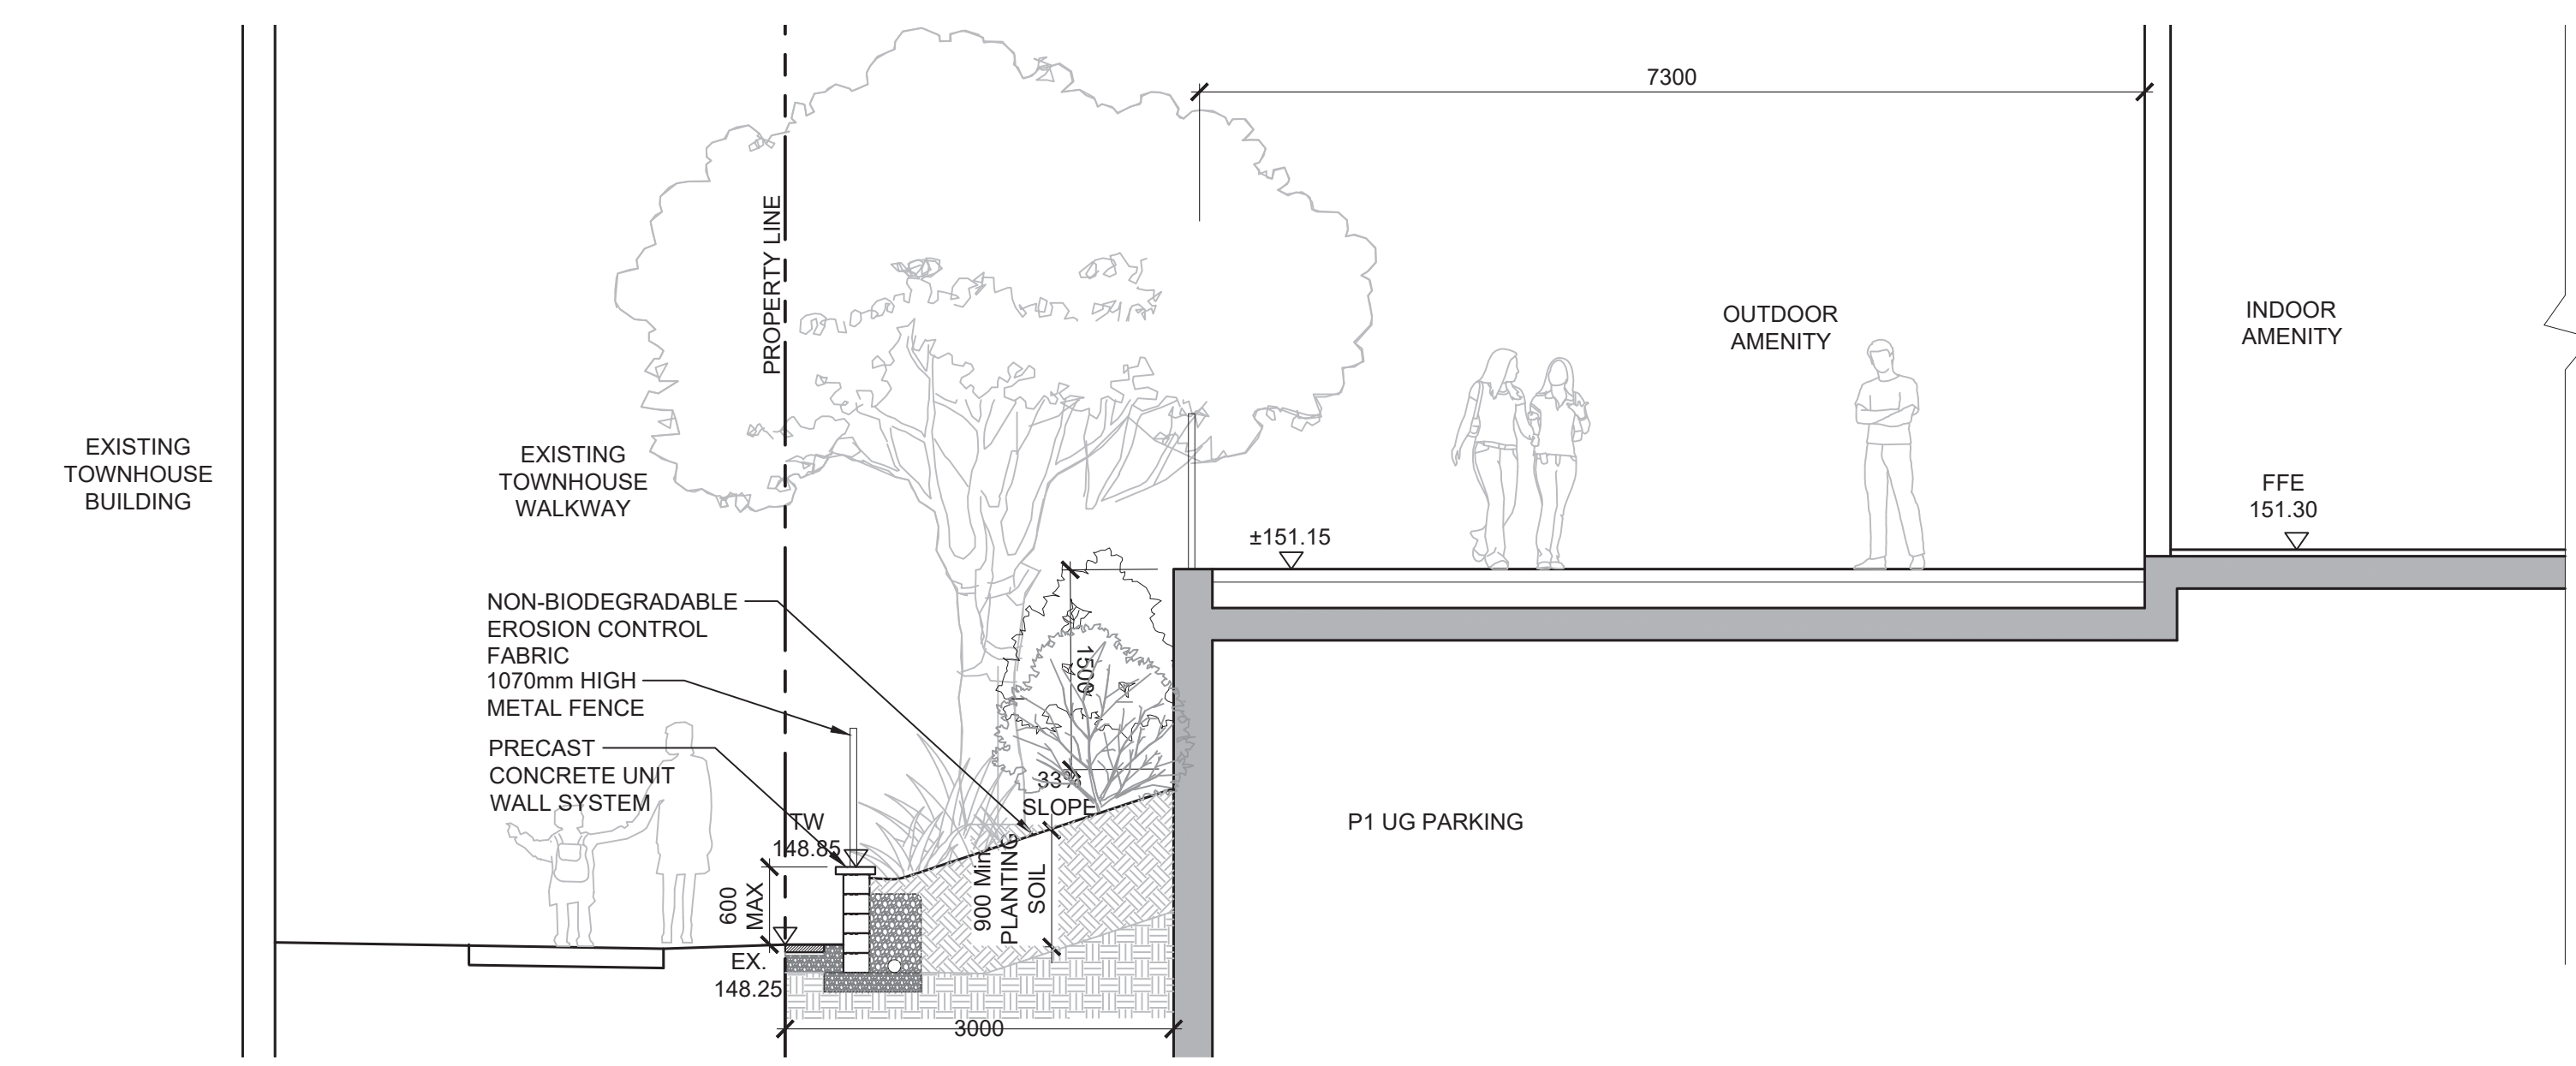 7300
PROPERTY LINE
OUTDOOR
AMENITY
INDOOR
AMENITY
EXISTING
TOWNHOUSE
BUILDING
EXISTING
TOWNHOUSE
WALKWAY
FFE
151.30
±151.15
NON-BIODEGRADABLE
EROSION CONTROL
FABRIC
1070mm HIGH
METAL FENCE
PRECAST
CONCRETE UNIT
WALL SYSTEM
1500
33%
SLOPE
TW
148.85
P1 UG PARKING
600
MAX
900 Min
PLANTING
SOIL
EX.
148.25
3000